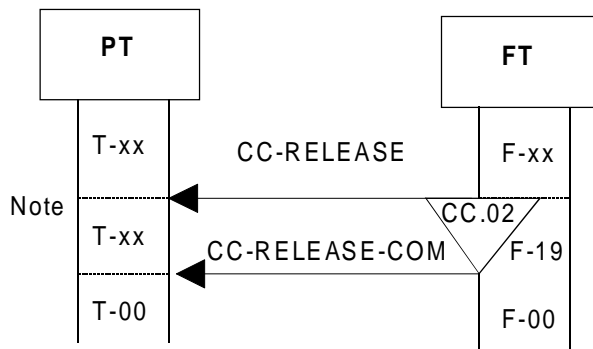 PT
FT
T-xx
CC-RELEASE
F-xx
Note
CC.02
T-xx
CC-RELEASE-COM
F-19
T-00
F-00